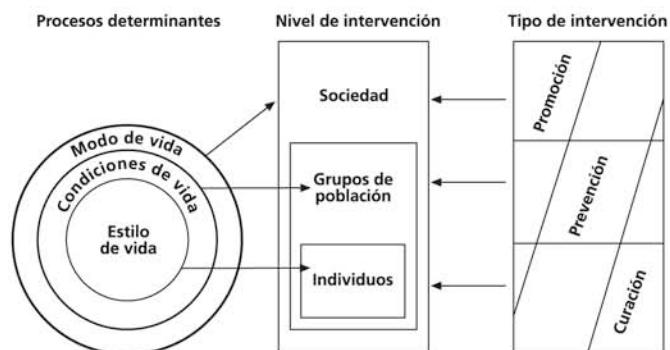 Procesos determinantes
Nivel de intervención
Tipo de intervención
Modo de vida
Condiciones de vida
Estilo
de vida
Sociedad
Grupos de
población
Individuos
Promoción
Prevención
Curación